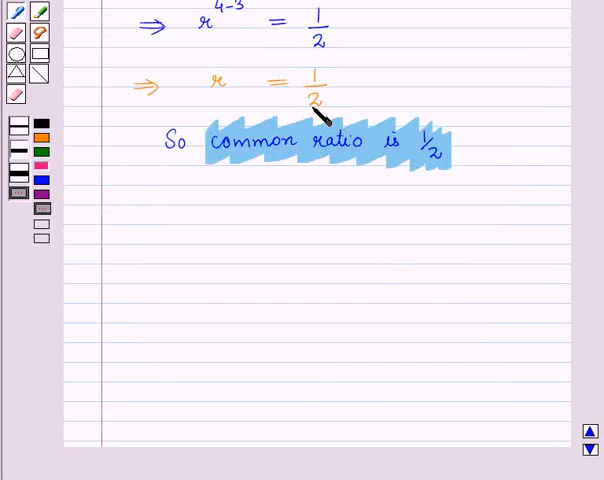 ⇒ r^{4-3} = 1/2
⇒ r = 1/2
So common ratio is 1/2